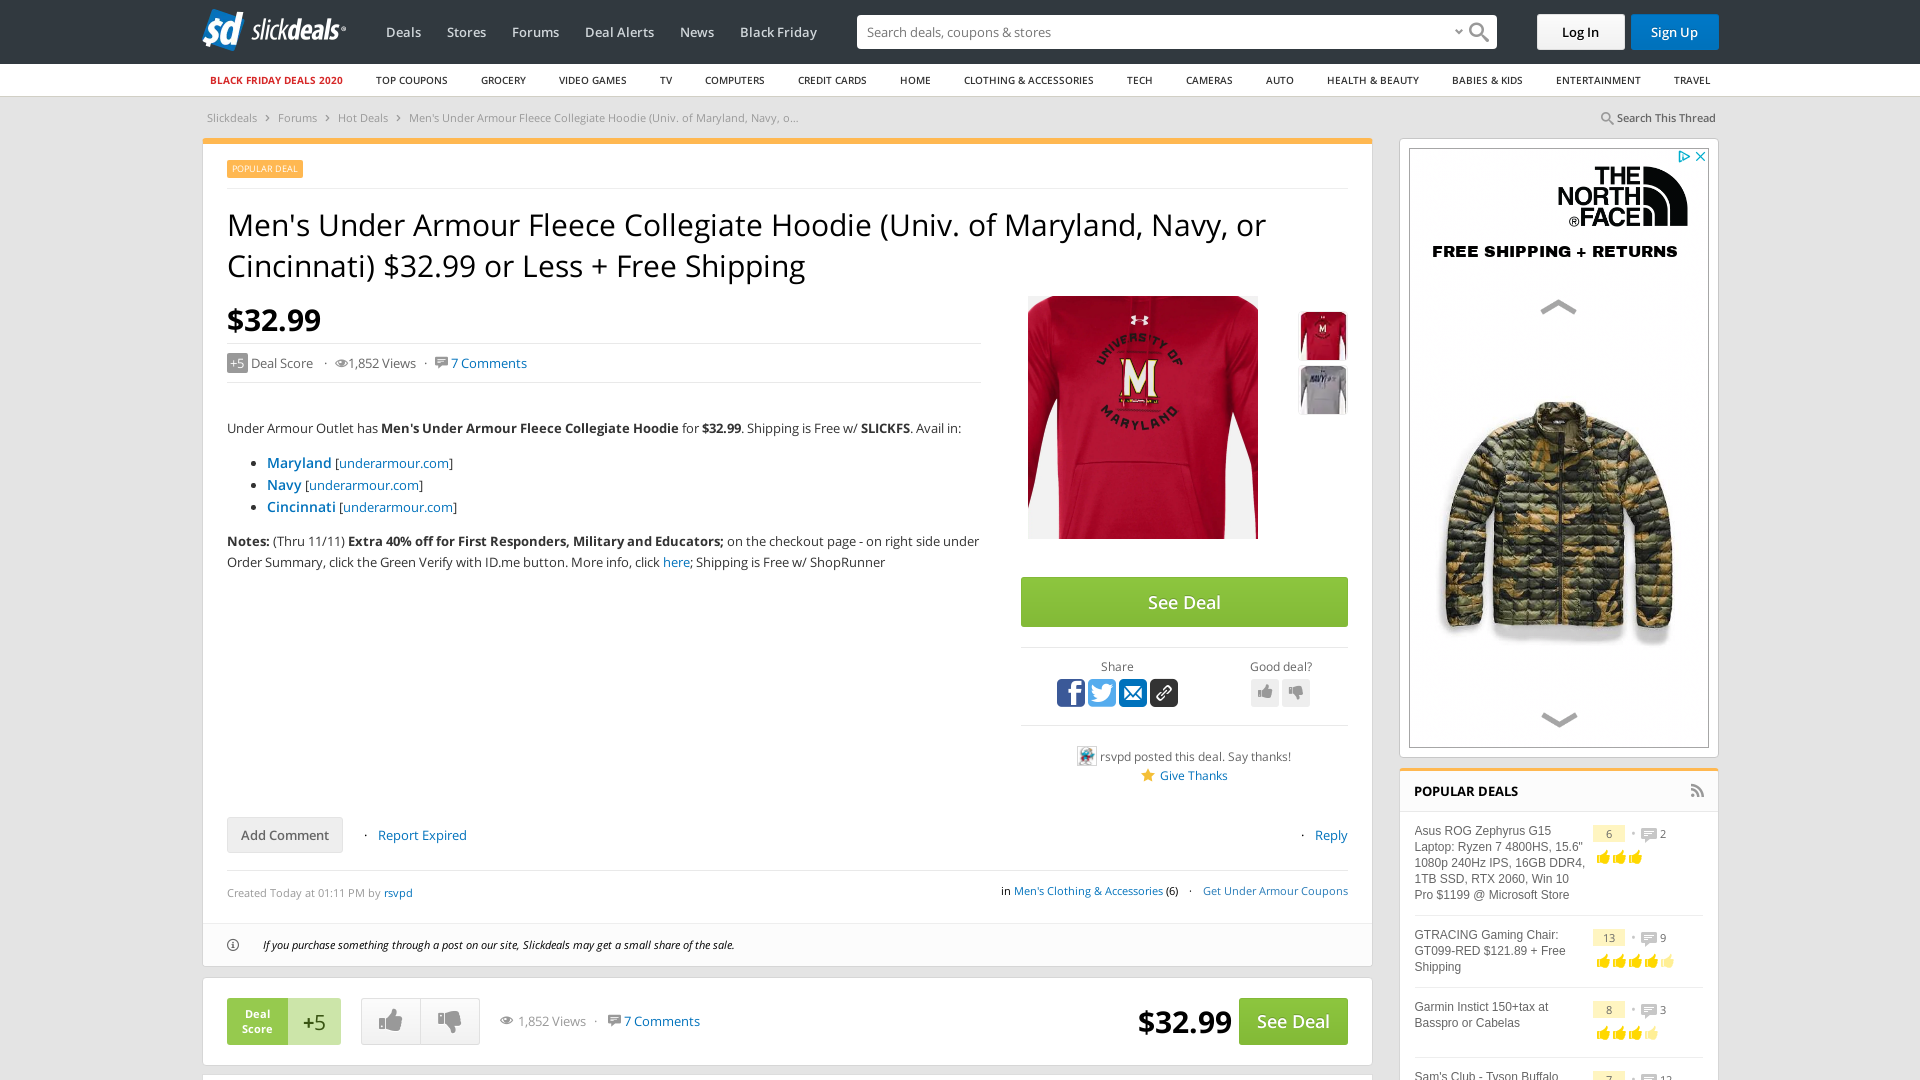 sd slickdeals®
Deals
Stores
Forums
Deal Alerts
News
Black Friday
Search deals, coupons & stores
Log In
Sign Up
BLACK FRIDAY DEALS 2020
TOP COUPONS
GROCERY
VIDEO GAMES
TV
COMPUTERS
CREDIT CARDS
HOME
CLOTHING & ACCESSORIES
TECH
CAMERAS
AUTO
HEALTH & BEAUTY
BABIES & KIDS
ENTERTAINMENT
TRAVEL
Slickdeals > Forums > Hot Deals > Men's Under Armour Fleece Collegiate Hoodie (Univ. of Maryland, Navy, o...
Search This Thread
POPULAR DEAL
Men's Under Armour Fleece Collegiate Hoodie (Univ. of Maryland, Navy, or
Cincinnati) $32.99 or Less + Free Shipping
$32.99
+5 Deal Score · 1,852 Views · 7 Comments
Under Armour Outlet has Men's Under Armour Fleece Collegiate Hoodie for $32.99. Shipping is Free w/ SLICKFS. Avail in:
• Maryland [underarmour.com]
• Navy [underarmour.com]
• Cincinnati [underarmour.com]
Notes: (Thru 11/11) Extra 40% off for First Responders, Military and Educators; on the checkout page - on right side under
Order Summary, click the Green Verify with ID.me button. More info, click here; Shipping is Free w/ ShopRunner
UNIVERSITY OF
M
MARYLAND
M
NAVY
See Deal
Share
Good deal?
rsvpd posted this deal. Say thanks!
Give Thanks
Add Comment
· Report Expired
· Reply
Created Today at 01:11 PM by rsvpd
in Men's Clothing & Accessories (6) · Get Under Armour Coupons
If you purchase something through a post on our site, Slickdeals may get a small share of the sale.
Deal
Score
+5
1,852 Views · 7 Comments
$32.99
See Deal
THE
NORTH
®FACE
FREE SHIPPING + RETURNS
POPULAR DEALS
Asus ROG Zephyrus G15
Laptop: Ryzen 7 4800HS, 15.6"
1080p 240Hz IPS, 16GB DDR4,
1TB SSD, RTX 2060, Win 10
Pro $1199 @ Microsoft Store
6 • 2
GTRACING Gaming Chair:
GT099-RED $121.89 + Free
Shipping
13 • 9
Garmin Instict 150+tax at
Basspro or Cabelas
8 • 3
Sam's Club - Tyson Buffalo
7 • 12